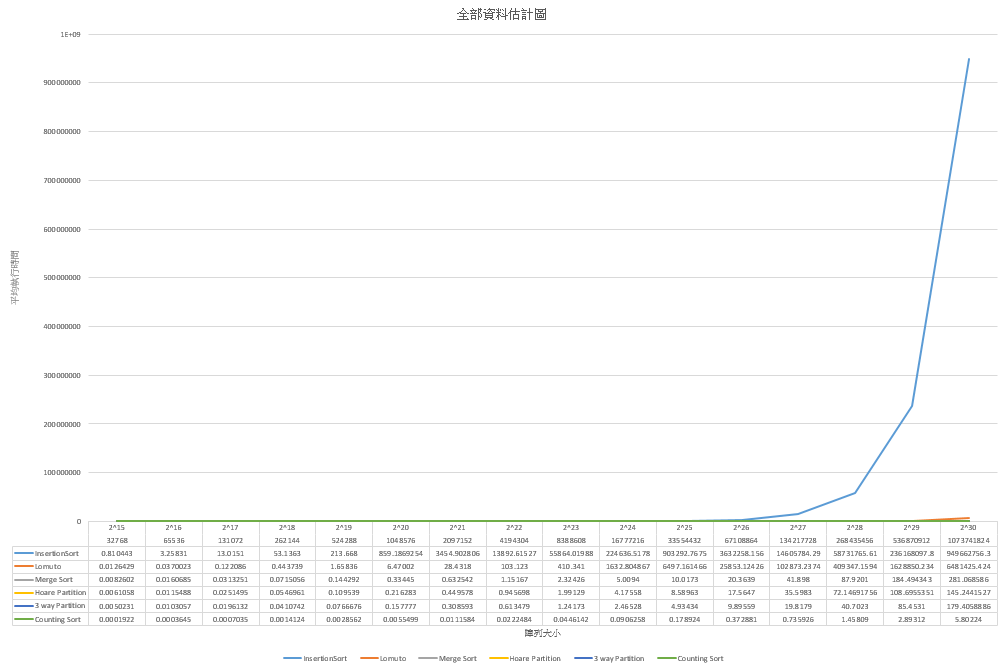 全部資料估計圖
1E+09
900000000
800000000
700000000
600000000
500000000
400000000
300000000
200000000
100000000
0
平均執行時間
2^15 2^16 2^17 2^18 2^19 2^20 2^21 2^22 2^23 2^24 2^25 2^26 2^27 2^28 2^29 2^30
32768 65536 131072 262144 524288 1048576 2097152 4194304 8388608 16777216 33554432 67108864 134217728 268435456 536870912 1073741824
InsertionSort 0.810443 3.25831 13.0151 53.1363 213.668 859.1869254 3454.902806 13892.61527 55864.01988 224636.5178 903292.7675 3632258.156 14605784.29 58731765.61 236168097.8 949662756.3
Lomuto 0.0126429 0.0370023 0.122086 0.443739 1.65836 6.47002 28.4318 103.123 410.341 1632.804867 6497.161466 25853.12426 102873.2374 409347.1594 1628850.234 6481425.424
Merge Sort 0.0082602 0.0160685 0.0313251 0.0715056 0.144292 0.33445 0.632542 1.15167 2.32426 5.0094 10.0173 20.3639 41.898 87.9201 184.494343 281.068586
Hoare Partition 0.0061058 0.0115488 0.0251495 0.0546961 0.109539 0.216283 0.449578 0.945698 1.99129 4.17558 8.58963 17.5647 35.5983 72.14691756 108.6955351 145.2441527
3 way Partition 0.0050231 0.0103057 0.0196132 0.0410742 0.0766676 0.157777 0.308593 0.613479 1.24173 2.46528 4.93434 9.89559 19.8179 40.7023 85.4531 179.4058886
Counting Sort 0.0001922 0.0003645 0.0007035 0.0014124 0.0028562 0.0055499 0.0111584 0.0222484 0.0446142 0.0906258 0.178924 0.372881 0.735926 1.45809 2.89312 5.80224
陣列大小
InsertionSort Lomuto Merge Sort Hoare Partition 3 way Partition Counting Sort